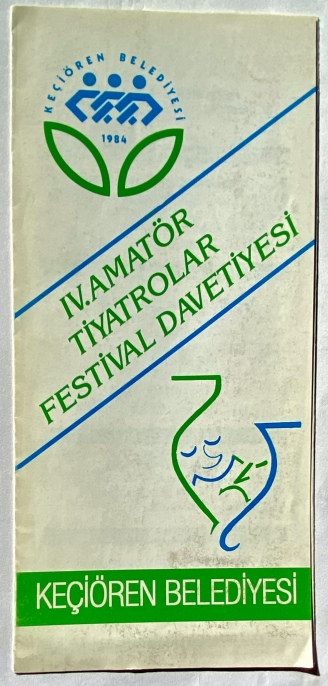 KEÇİÖREN BELEDİYESİ
1984
IV.AMATÖR
TİYATROLAR
FESTİVAL DAVETİYESİ
KEÇİÖREN BELEDİYESİ